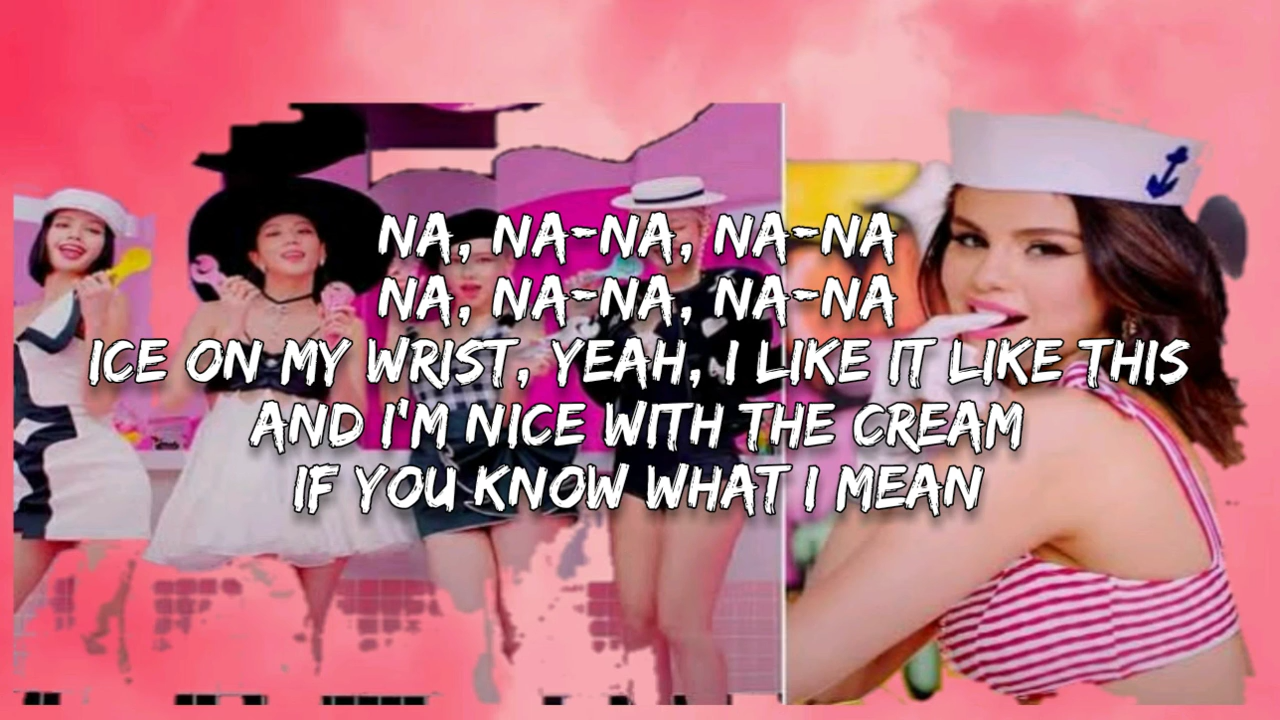 NA, NA-NA, NA-NA
NA, NA-NA, NA-NA
ICE ON MY WRIST, YEAH, I LIKE IT LIKE THIS
AND I'M NICE WITH THE CREAM
IF YOU KNOW WHAT I MEAN